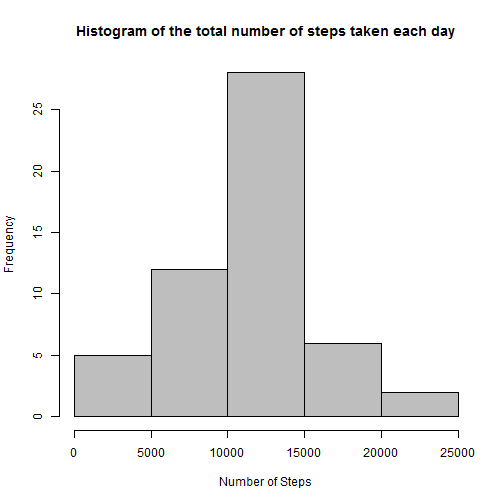 Histogram of the total number of steps taken each day
Frequency
25
20
15
10
5
0
0 5000 10000 15000 20000 25000
Number of Steps